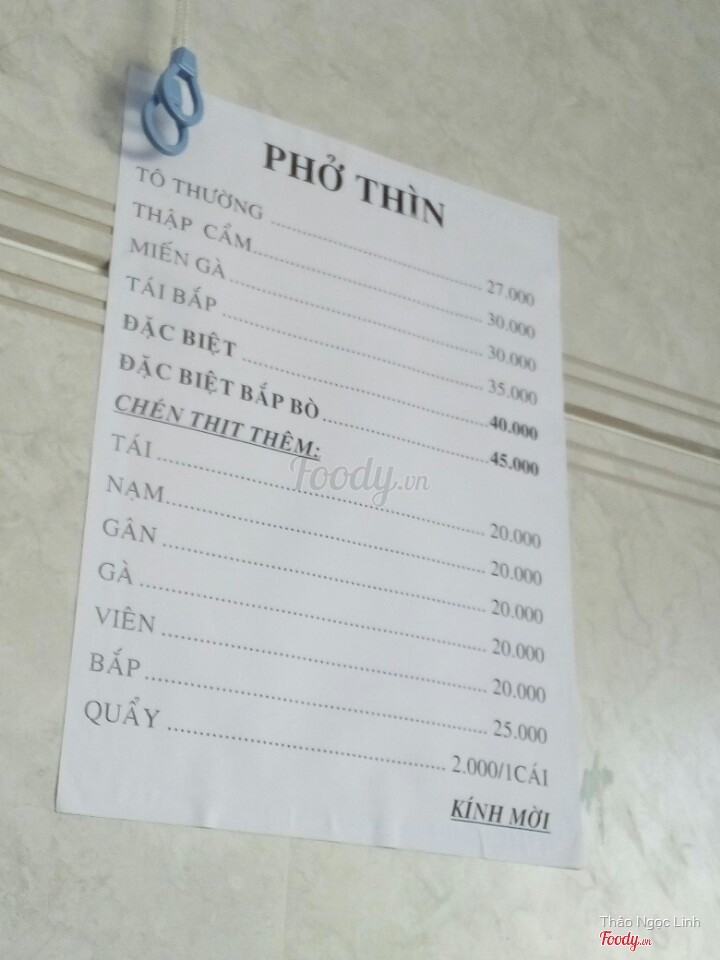 PHỞ THÌN
TÔ THƯỜNG ........ 27.000
THẬP CẨM ........ 30.000
MIẾN GÀ ........ 30.000
TÁI BẮP ........ 35.000
ĐẶC BIỆT ........ 40.000
ĐẶC BIỆT BẮP BÒ ........ 45.000
CHÉN THỊT THÊM:
TÁI ........ 20.000
NẠM ........ 20.000
GÂN ........ 20.000
GÀ ........ 20.000
VIÊN ........ 20.000
BẮP ........ 25.000
QUẨY ........ 2.000/1CÁI
KÍNH MỜI
Foody.vn
Thảo Ngọc Linh
Foody.vn